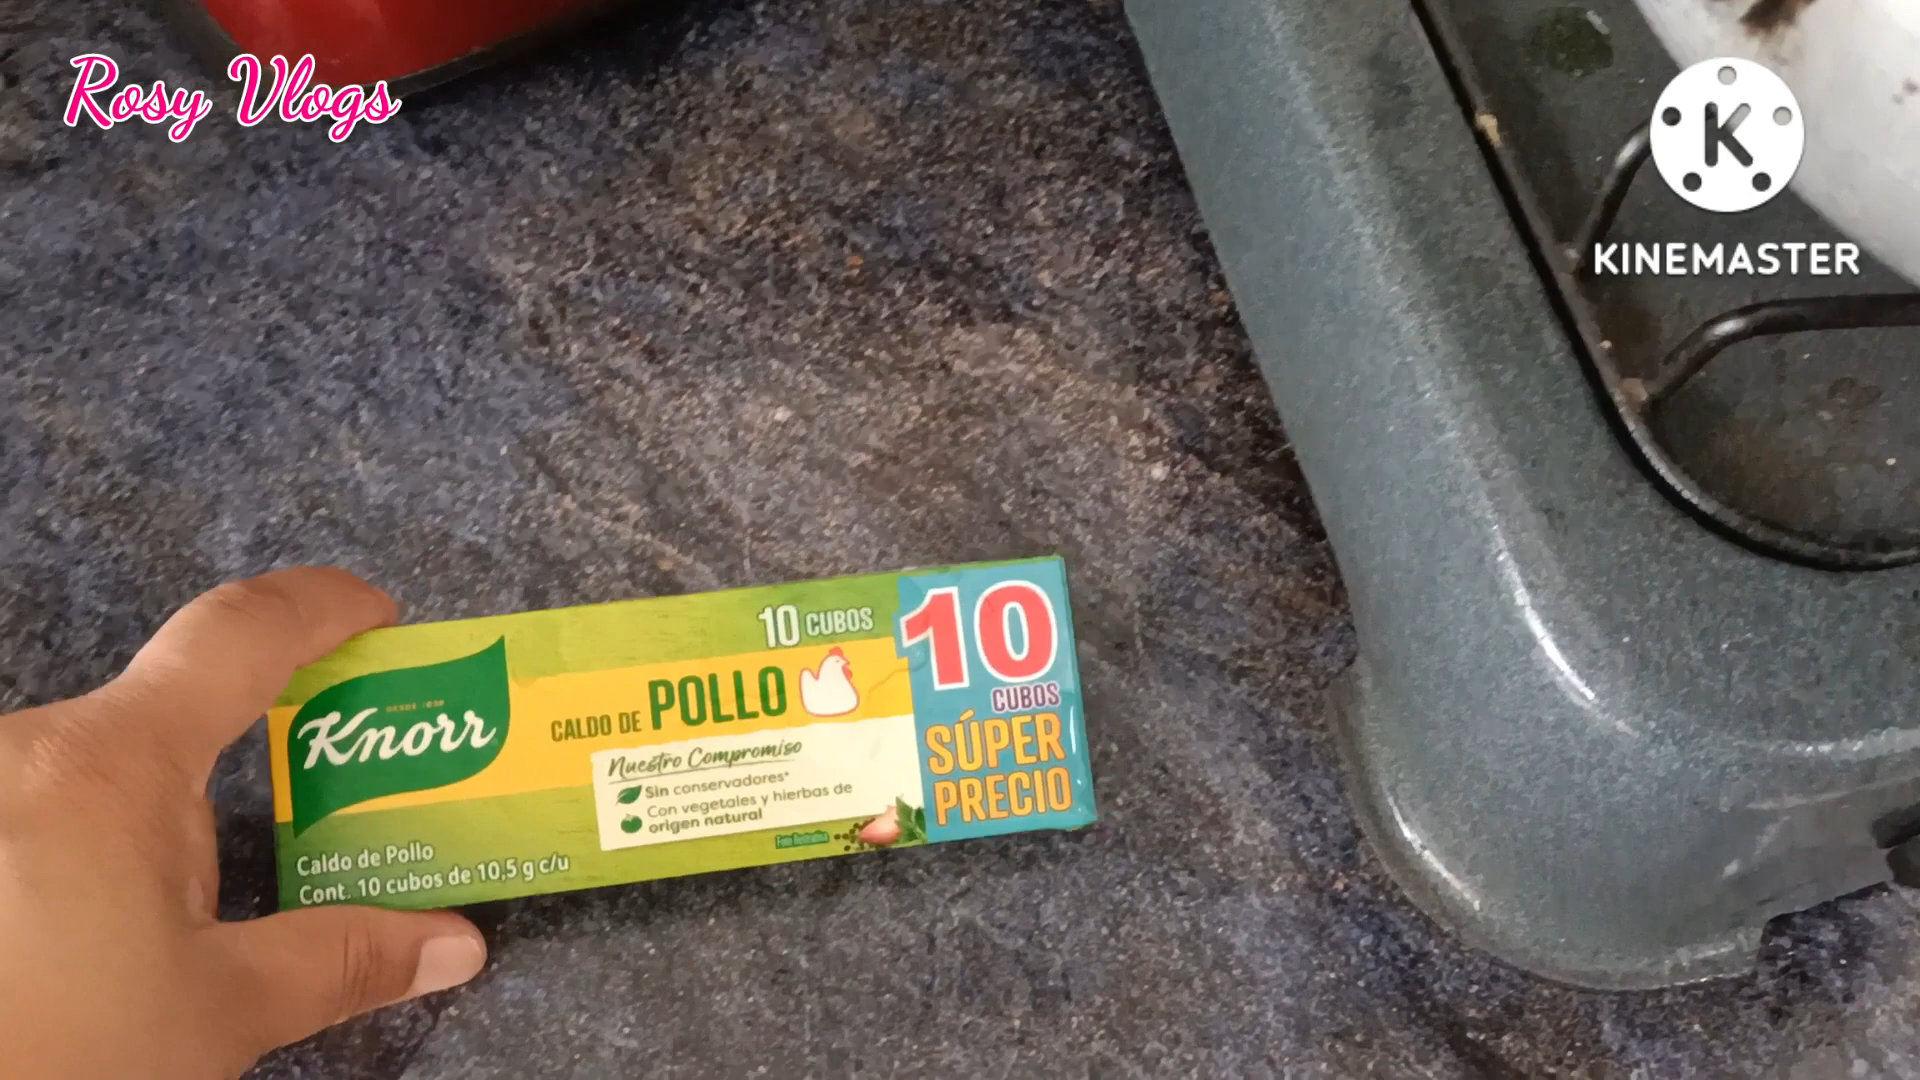 Rosy Vlogs
K
KINEMASTER
10 CUBOS
Knorr
CALDO DE POLLO
Nuestro Compromiso
Sin conservadores*
Con vegetales y hierbas de
origen natural
Caldo de Pollo
Cont. 10 cubos de 10,5 g c/u
10
CUBOS
SÚPER
PRECIO